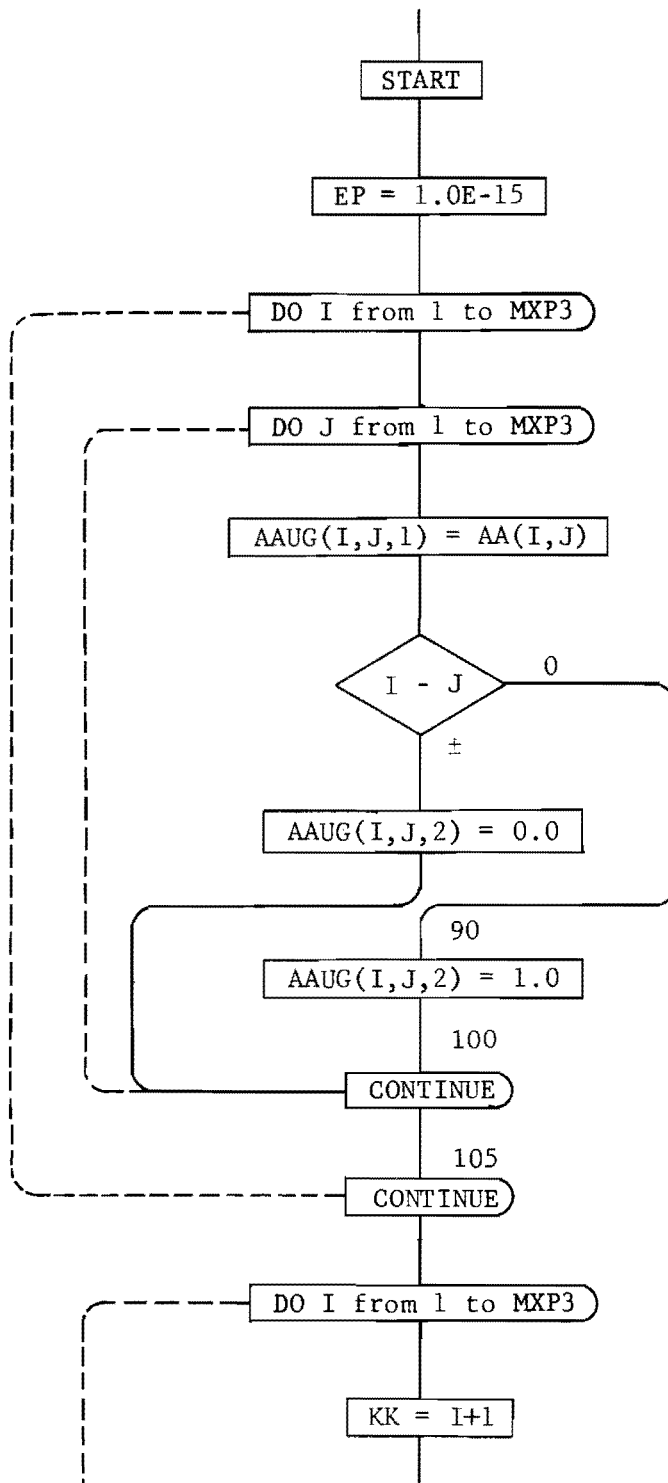 START
EP = 1.0E-15
DO I from 1 to MXP3
DO J from 1 to MXP3
AAUG(I,J,1) = AA(I,J)
I - J
0
±
AAUG(I,J,2) = 0.0
90
AAUG(I,J,2) = 1.0
100
CONTINUE
105
CONTINUE
DO I from 1 to MXP3
KK = I+1